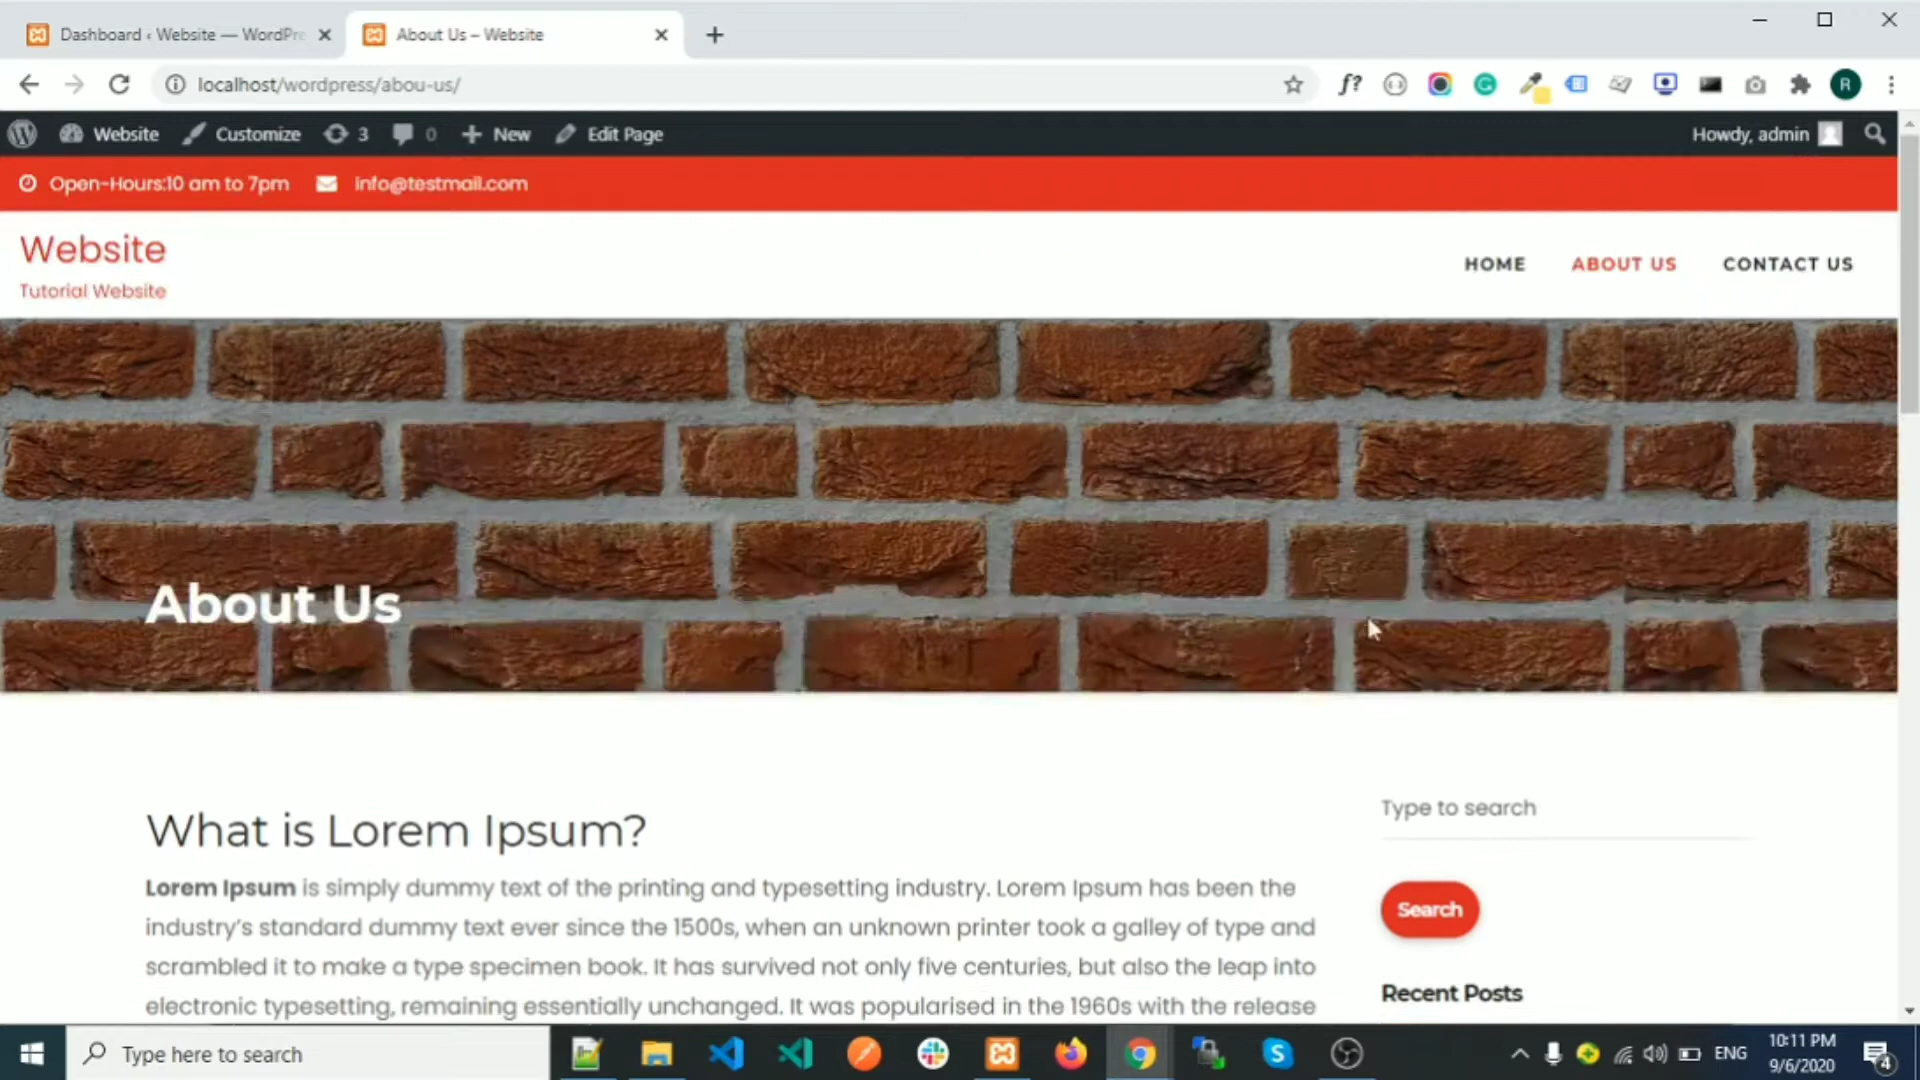 Dashboard ‹ Website — WordPre
About Us – Website
localhost/wordpress/abou-us/
f?
R
Website
Customize
3
0
New
Edit Page
Howdy, admin
Open-Hours:10 am to 7pm
info@testmail.com
Website
Tutorial Website
HOME
ABOUT US
CONTACT US
About Us
What is Lorem Ipsum?
Lorem Ipsum is simply dummy text of the printing and typesetting industry. Lorem Ipsum has been the
industry's standard dummy text ever since the 1500s, when an unknown printer took a galley of type and
scrambled it to make a type specimen book. It has survived not only five centuries, but also the leap into
electronic typesetting, remaining essentially unchanged. It was popularised in the 1960s with the release
Type to search
Search
Recent Posts
Type here to search
ENG
10:11 PM
9/6/2020
4